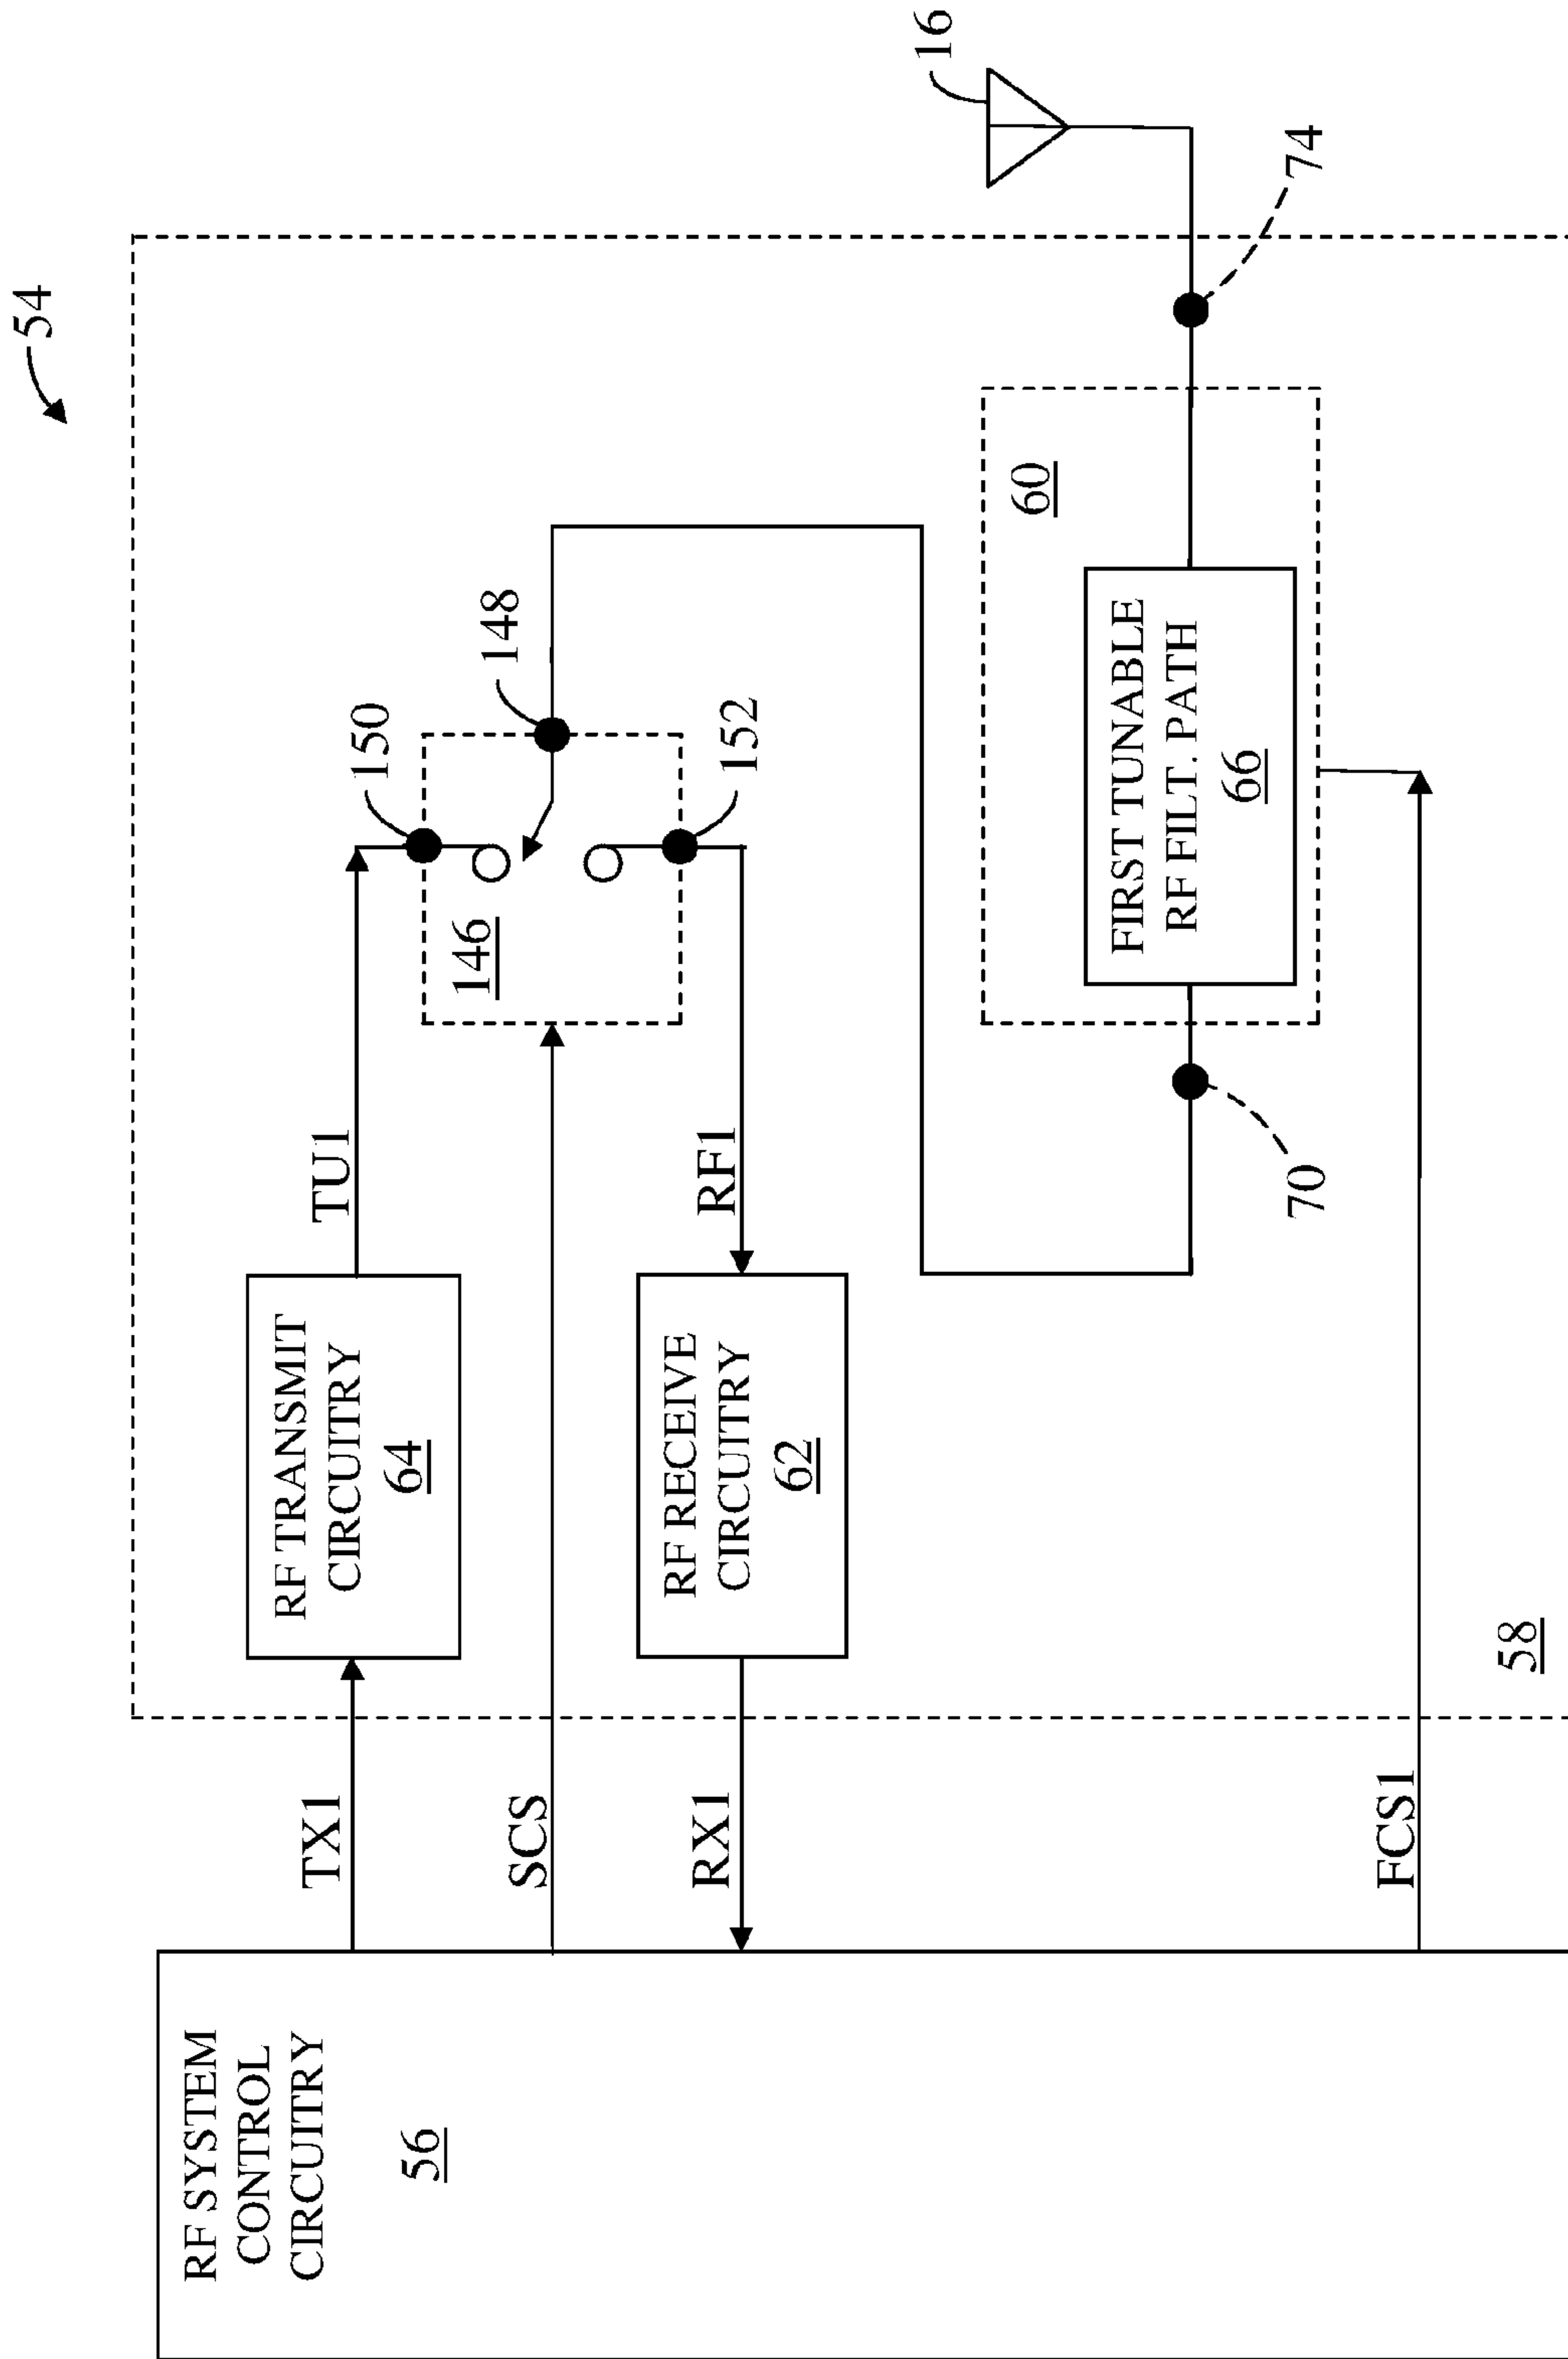 54
RF SYSTEM
CONTROL
CIRCUITRY
56
TX1
SCS
RX1
FCS1
RF TRANSMIT
CIRCUITRY
64
TU1
RF RECEIVE
CIRCUITRY
62
RF1
150
146
148
152
60
FIRST TUNABLE
RF FILT. PATH
66
70
74
16
58